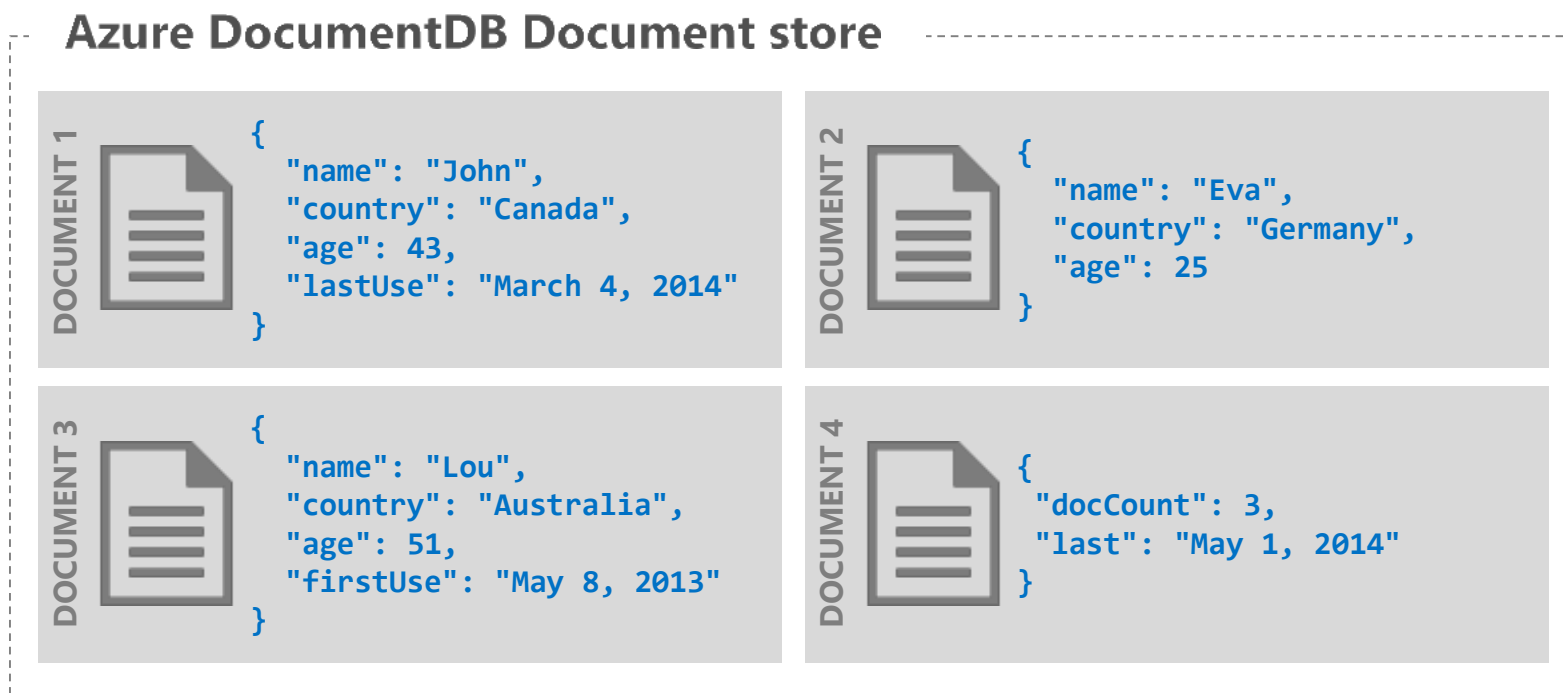 Azure DocumentDB Document store
DOCUMENT 1
{
"name": "John",
"country": "Canada",
"age": 43,
"lastUse": "March 4, 2014"
}
DOCUMENT 2
{
"name": "Eva",
"country": "Germany",
"age": 25
}
DOCUMENT 3
{
"name": "Lou",
"country": "Australia",
"age": 51,
"firstUse": "May 8, 2013"
}
DOCUMENT 4
{
"docCount": 3,
"last": "May 1, 2014"
}